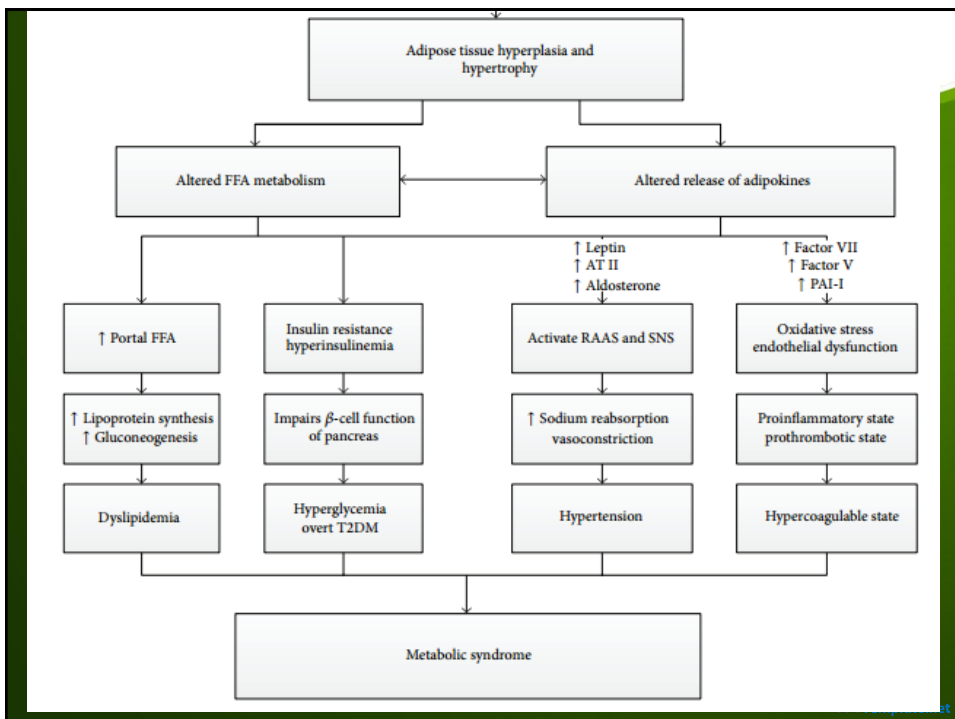 Adipose tissue hyperplasia and
hypertrophy
Altered FFA metabolism
Altered release of adipokines
↑ Leptin
↑ AT II
↑ Aldosterone
↑ Factor VII
↑ Factor V
↑ PAI-I
↑ Portal FFA
Insulin resistance
hyperinsulinemia
Activate RAAS and SNS
Oxidative stress
endothelial dysfunction
↑ Lipoprotein synthesis
↑ Gluconeogenesis
Impairs β-cell function
of pancreas
↑ Sodium reabsorption
vasoconstriction
Proinflammatory state
prothrombotic state
Dyslipidemia
Hyperglycemia
overt T2DM
Hypertension
Hypercoagulable state
Metabolic syndrome